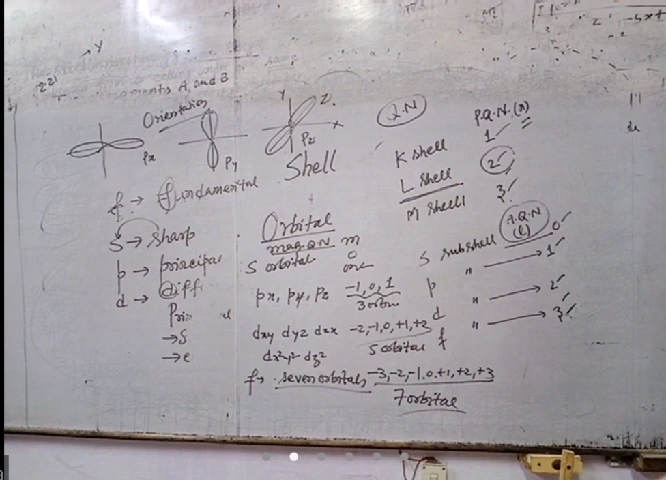 Y
Orientation
Px
Py
Y
Z
X
Pz
Shell
Q.N
P.Q.N.(n)
K shell 1
L shell 2
M shell 3
f → fundamental
S → sharp
p → principal
d → diff.
Prin
→ S
→ e
Orbital
mag.Q.N m
S orbital 0
one
px, py, pz -1, 0, 1
3 orbital
dxy dyz dzx -2,-1,0,+1,+2
dx²-y² dz² 5 orbital
f → seven orbitals -3,-2,-1,0,+1,+2,+3
7 orbital
A.Q.N
(l)
S subshell 0
p " → 1
d " → 2
f " → 3